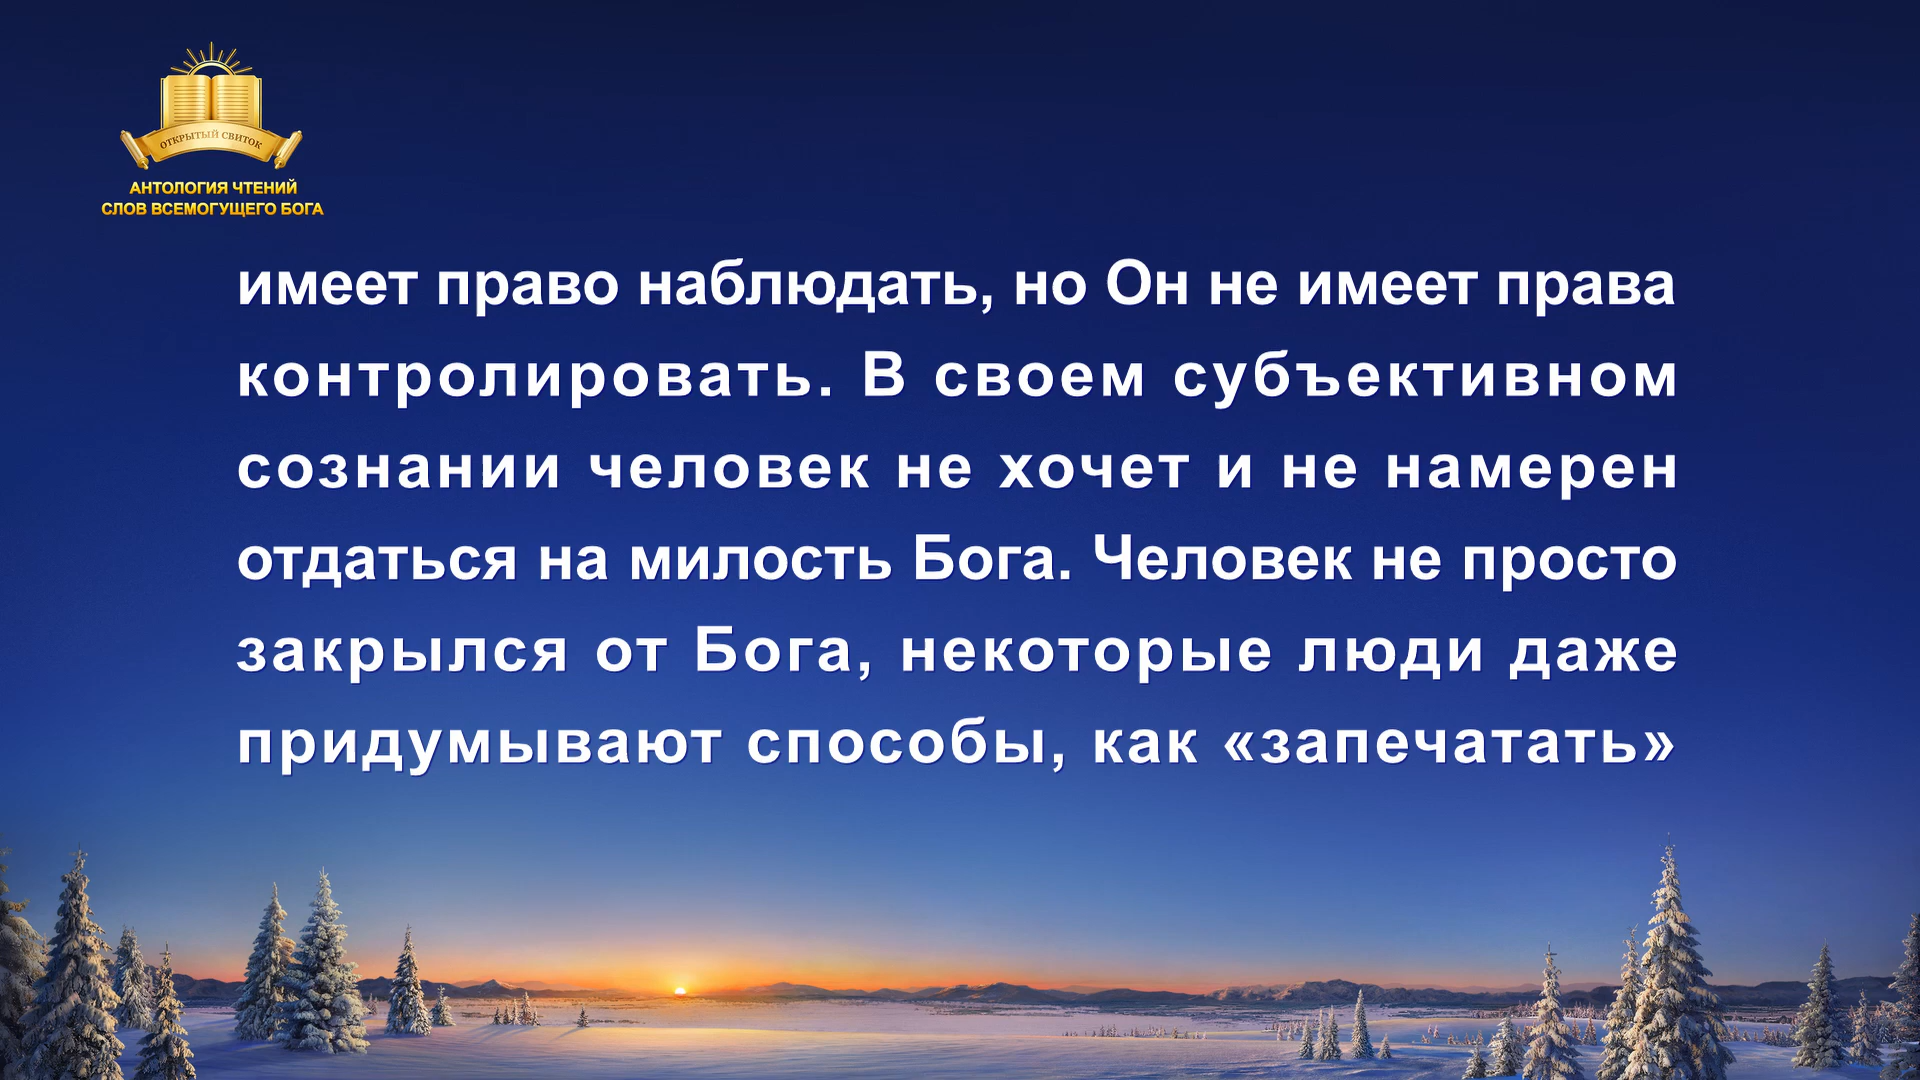 ОТКРЫТЫЙ СВИТОК
АНТОЛОГИЯ ЧТЕНИЙ
СЛОВ ВСЕМОГУЩЕГО БОГА
имеет право наблюдать, но Он не имеет права
контролировать. В своем субъективном
сознании человек не хочет и не намерен
отдаться на милость Бога. Человек не просто
закрылся от Бога, некоторые люди даже
придумывают способы, как «запечатать»